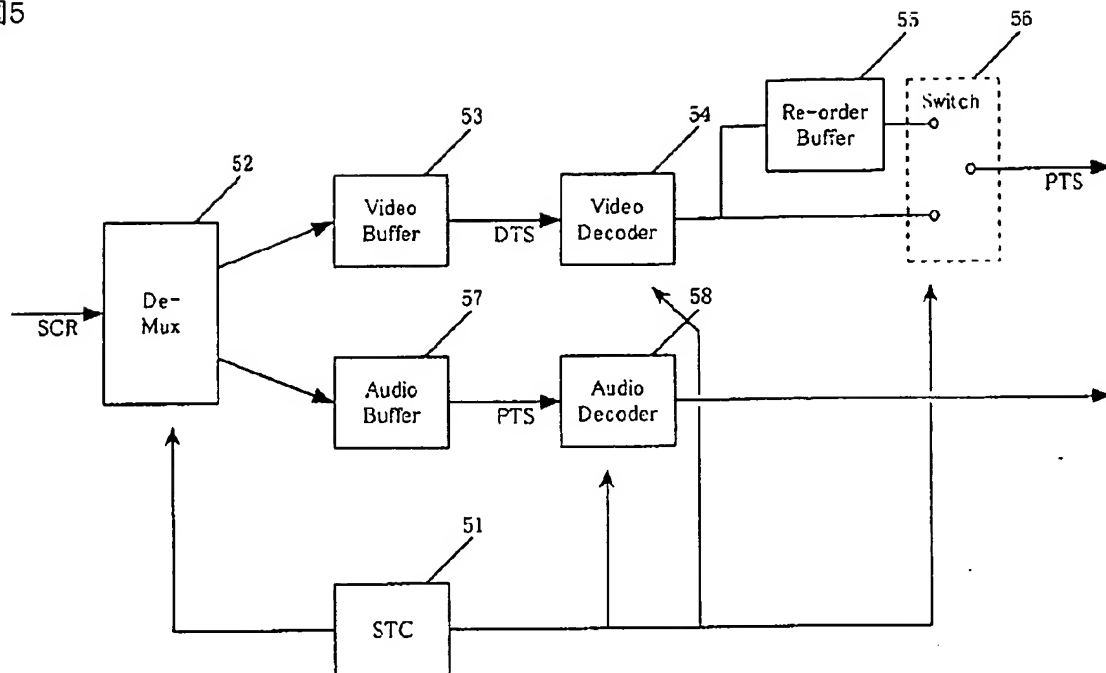 図5
55
56
Switch
Re-order
Buffer
53
54
52
PTS
Video
Buffer
DTS
Video
Decoder
De-
Mux
57
58
SCR
Audio
Buffer
PTS
Audio
Decoder
51
STC